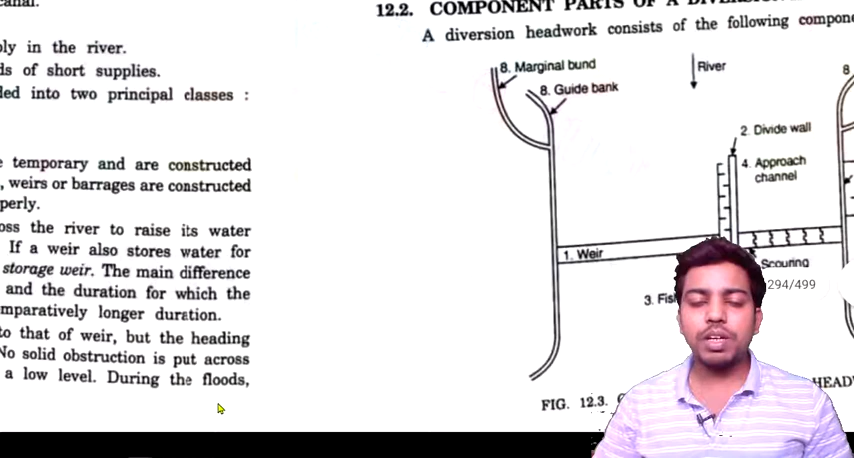 canal.
ply in the river.
ds of short supplies.
ded into two principal classes :
e temporary and are constructed
, weirs or barrages are constructed
perly.
oss the river to raise its water
If a weir also stores water for
storage weir. The main difference
and the duration for which the
mparatively longer duration.
to that of weir, but the heading
No solid obstruction is put across
a low level. During the floods,
12.2. COMPONENT PARTS OF A
A diversion headwork consists of the following
8. Marginal bund
River
8
8. Guide bank
2. Divide wall
4. Approach
channel
1. Weir
Scouring
294/499
3. Fis
FIG. 12.3.
HEAD